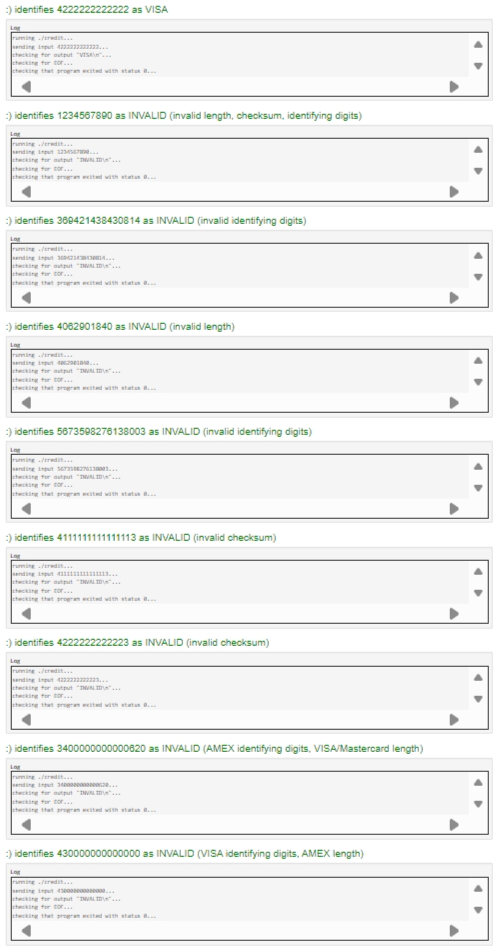 :) identifies 4222222222222 as VISA
Log
running ./credit...
sending input 4222222222222...
checking for output "VISA\n"...
checking for EOF...
checking that program exited with status 0...
:) identifies 1234567890 as INVALID (invalid length, checksum, identifying digits)
Log
running ./credit...
sending input 1234567890...
checking for output "INVALID\n"...
checking for EOF...
checking that program exited with status 0...
:) identifies 369421438430814 as INVALID (invalid identifying digits)
Log
running ./credit...
sending input 369421438430814...
checking for output "INVALID\n"...
checking for EOF...
checking that program exited with status 0...
:) identifies 4062901840 as INVALID (invalid length)
Log
running ./credit...
sending input 4062901840...
checking for output "INVALID\n"...
checking for EOF...
checking that program exited with status 0...
:) identifies 5673598276138003 as INVALID (invalid identifying digits)
Log
running ./credit...
sending input 5673598276138003...
checking for output "INVALID\n"...
checking for EOF...
checking that program exited with status 0...
:) identifies 4111111111111113 as INVALID (invalid checksum)
Log
running ./credit...
sending input 4111111111111113...
checking for output "INVALID\n"...
checking for EOF...
checking that program exited with status 0...
:) identifies 4222222222223 as INVALID (invalid checksum)
Log
running ./credit...
sending input 4222222222223...
checking for output "INVALID\n"...
checking for EOF...
checking that program exited with status 0...
:) identifies 3400000000000620 as INVALID (AMEX identifying digits, VISA/Mastercard length)
Log
running ./credit...
sending input 3400000000000620...
checking for output "INVALID\n"...
checking for EOF...
checking that program exited with status 0...
:) identifies 430000000000000 as INVALID (VISA identifying digits, AMEX length)
Log
running ./credit...
sending input 430000000000000...
checking for output "INVALID\n"...
checking for EOF...
checking that program exited with status 0...